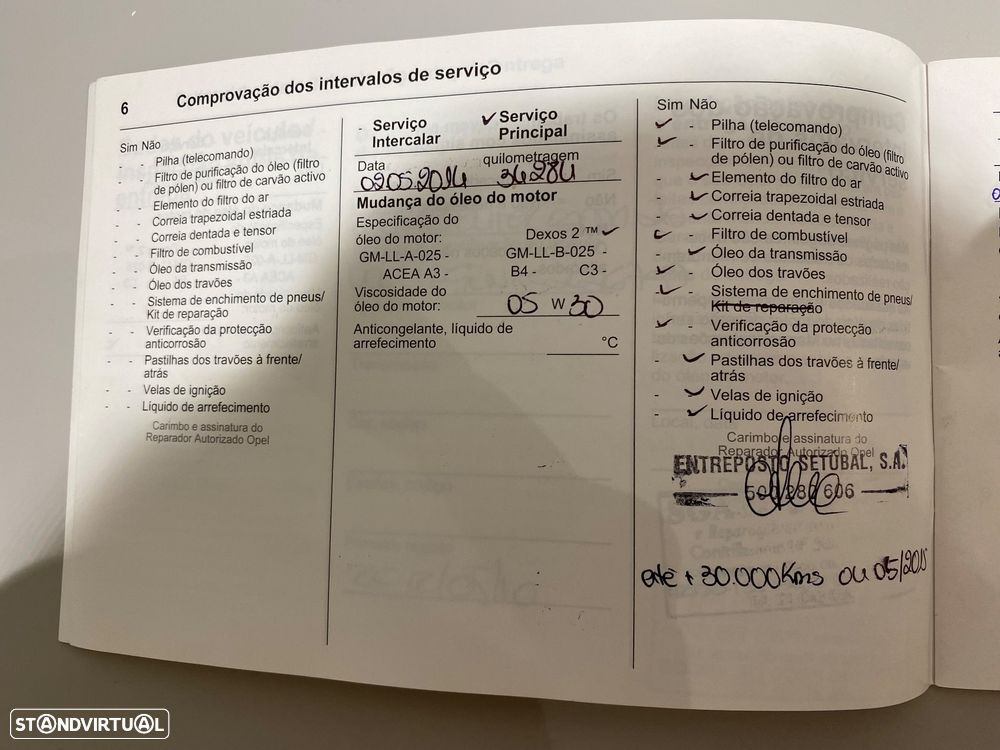 6 Comprovação dos intervalos de serviço
Sim Não
- - Pilha (telecomando)
- - Filtro de purificação do óleo (filtro
de pólen) ou filtro de carvão activo
- - Elemento do filtro do ar
- - Correia trapezoidal estriada
- - Correia dentada e tensor
- - Filtro de combustível
- - Óleo da transmissão
- - Óleo dos travões
- - Sistema de enchimento de pneus/
Kit de reparação
- - Verificação da protecção
anticorrosão
- - Pastilhas dos travões à frente/
atrás
- - Velas de ignição
- - Líquido de arrefecimento
Carimbo e assinatura do
Reparador Autorizado Opel
- Serviço
Intercalar
✓ Serviço
Principal
Data quilometragem
02.05.2014 34284
Mudança do óleo do motor
Especificação do
óleo do motor: Dexos 2 ™ ✓
GM-LL-A-025 - GM-LL-B-025 -
ACEA A3 - B4 - C3 -
Viscosidade do
óleo do motor: 05 W 30
Anticongelante, líquido de
arrefecimento °C
Sim Não
✓ - Pilha (telecomando)
✓ - Filtro de purificação do óleo (filtro
de pólen) ou filtro de carvão activo
- ✓ Elemento do filtro do ar
- ✓ Correia trapezoidal estriada
- ✓ Correia dentada e tensor
✓ - Filtro de combustível
- ✓ Óleo da transmissão
✓ - Óleo dos travões
✓ - Sistema de enchimento de pneus/
Kit de reparação
✓ - Verificação da protecção
anticorrosão
- ✓ Pastilhas dos travões à frente/
atrás
- ✓ Velas de ignição
- ✓ Líquido de arrefecimento
Carimbo e assinatura do
Reparador Autorizado Opel
ENTREPOSTO SETÚBAL, S.A.
500 280 606
até + 30.000 Kms ou 05/2015
STANDVIRTUAL